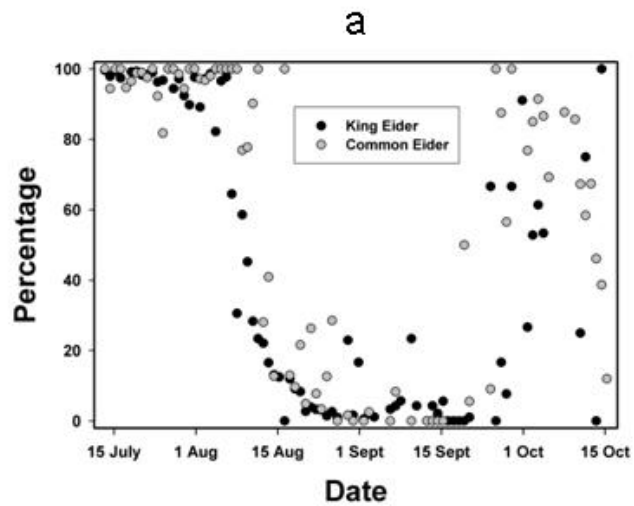 a
100
80
60
40
20
0
Percentage
King Eider
Common Eider
15 July 1 Aug 15 Aug 1 Sept 15 Sept 1 Oct 15 Oct
Date